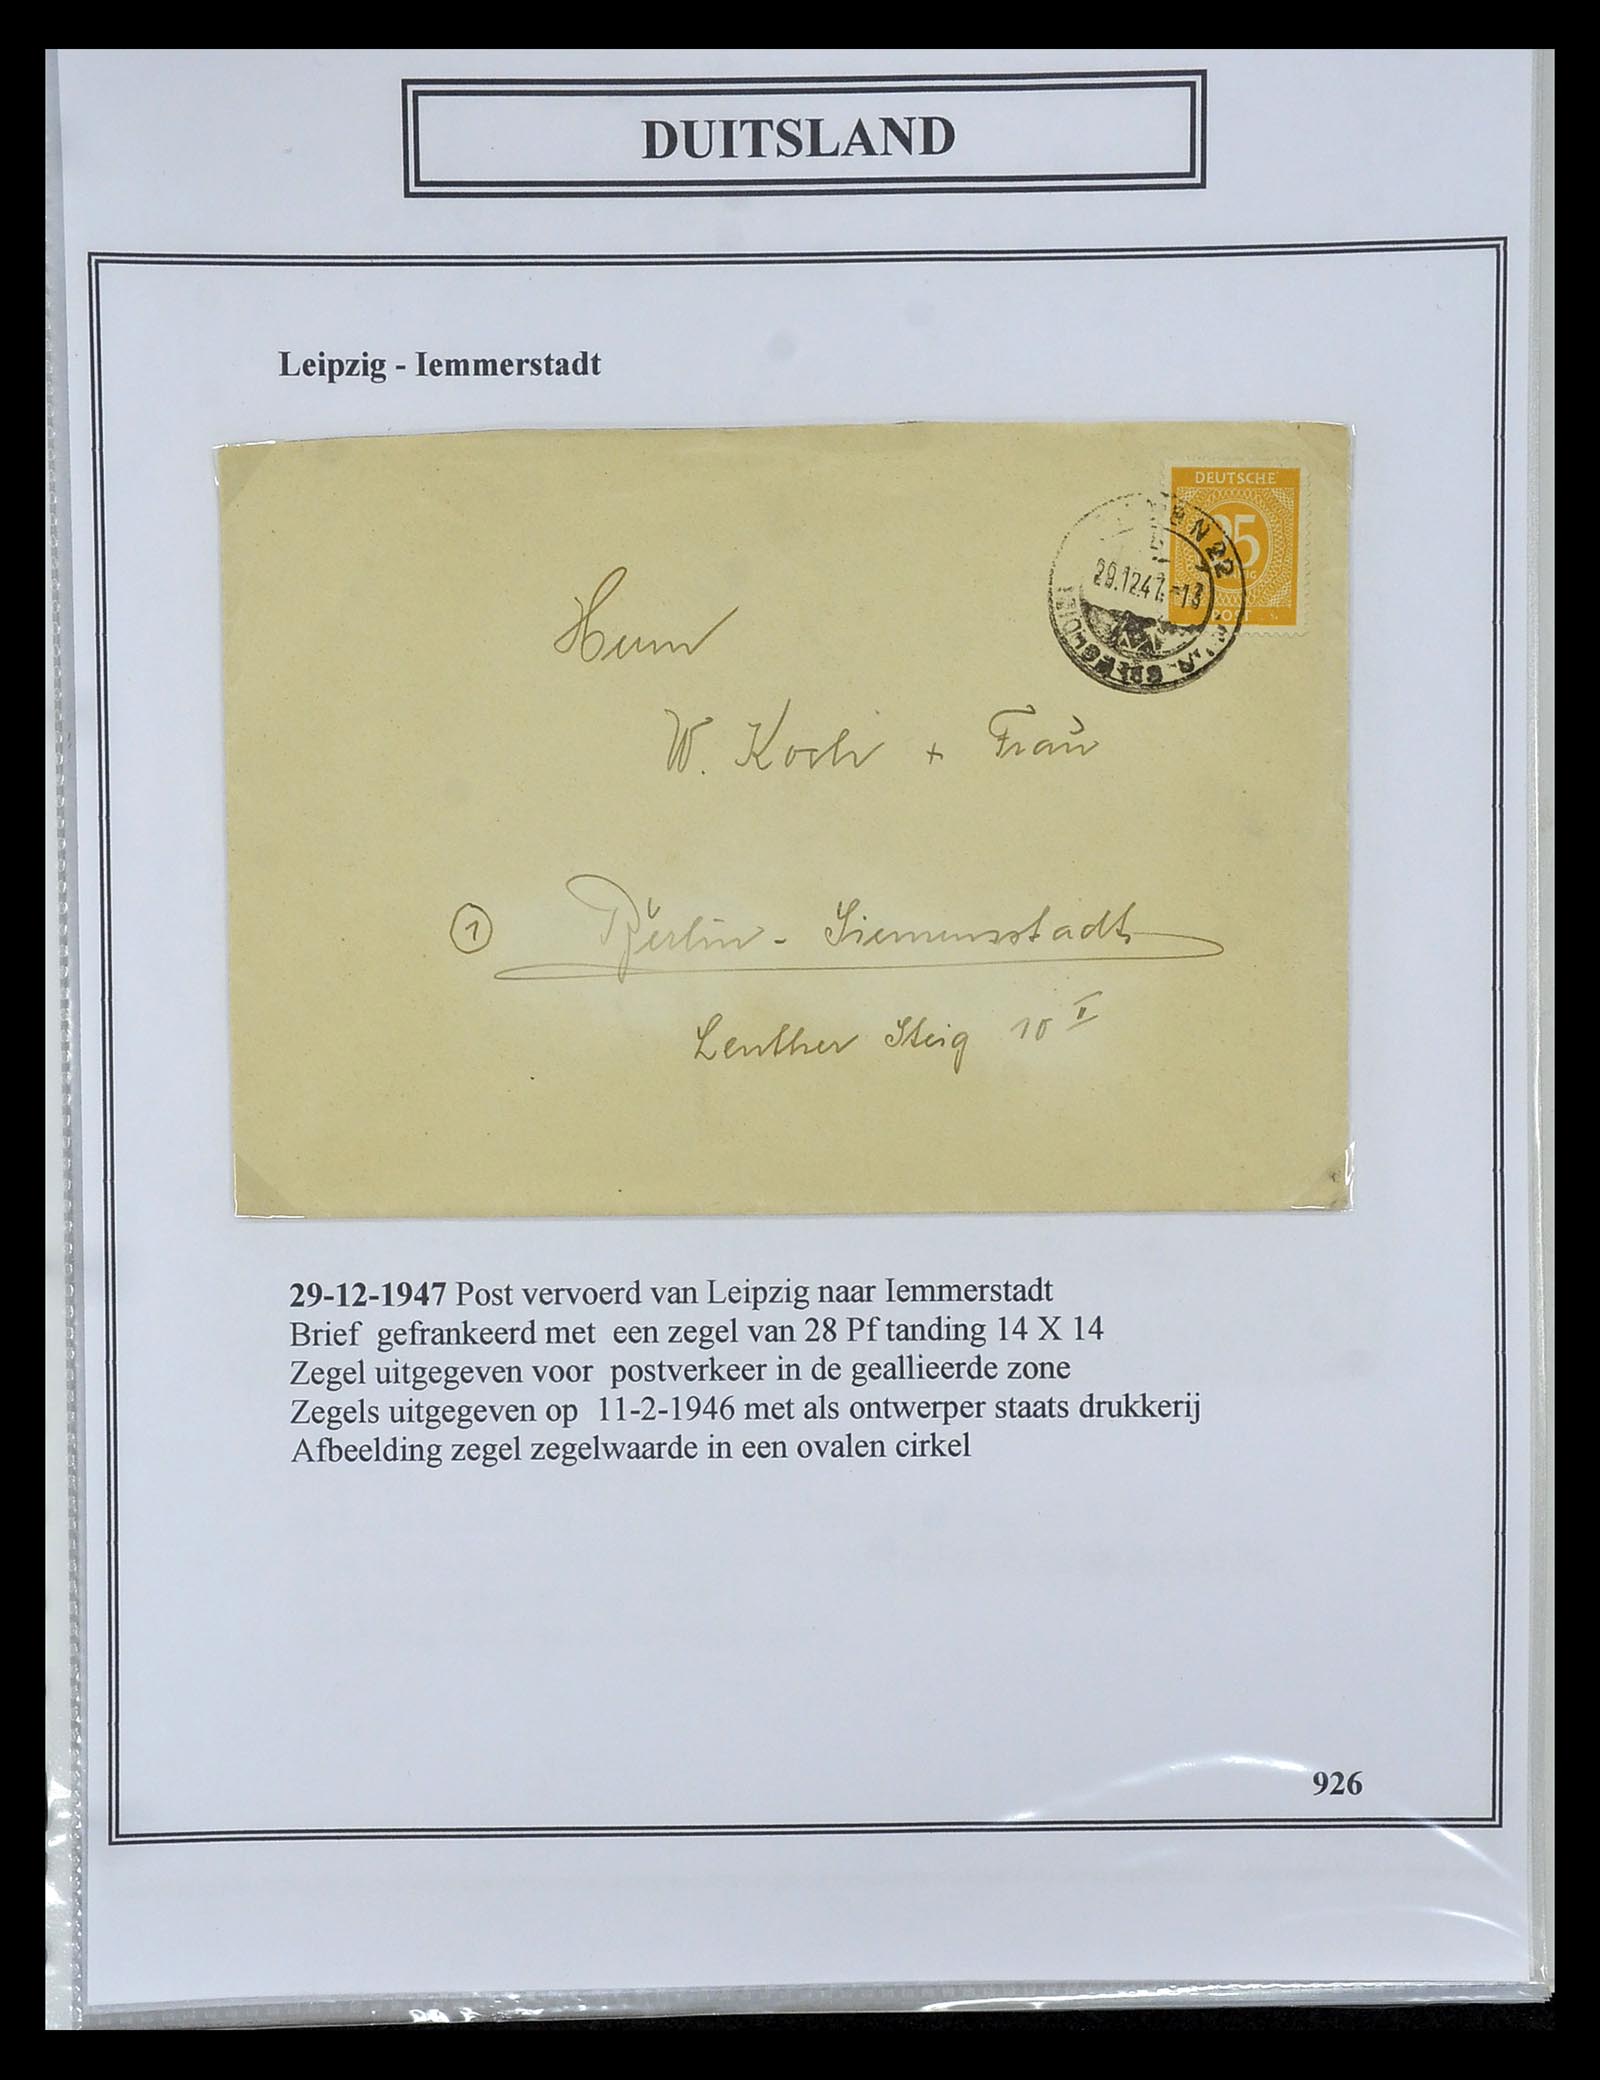 DUITSLAND
Leipzig - Iemmerstadt
DEUTSCHE
25
POST
N 22
29.12.47.-13
Herrn
W. Koch + Frau
1 Berlin - Siemensstadt
Lenther Steig 10 II
29-12-1947 Post vervoerd van Leipzig naar Iemmerstadt
Brief gefrankeerd met een zegel van 28 Pf tanding 14 X 14
Zegel uitgegeven voor postverkeer in de geallieerde zone
Zegels uitgegeven op 11-2-1946 met als ontwerper staats drukkerij
Afbeelding zegel zegelwaarde in een ovalen cirkel
926